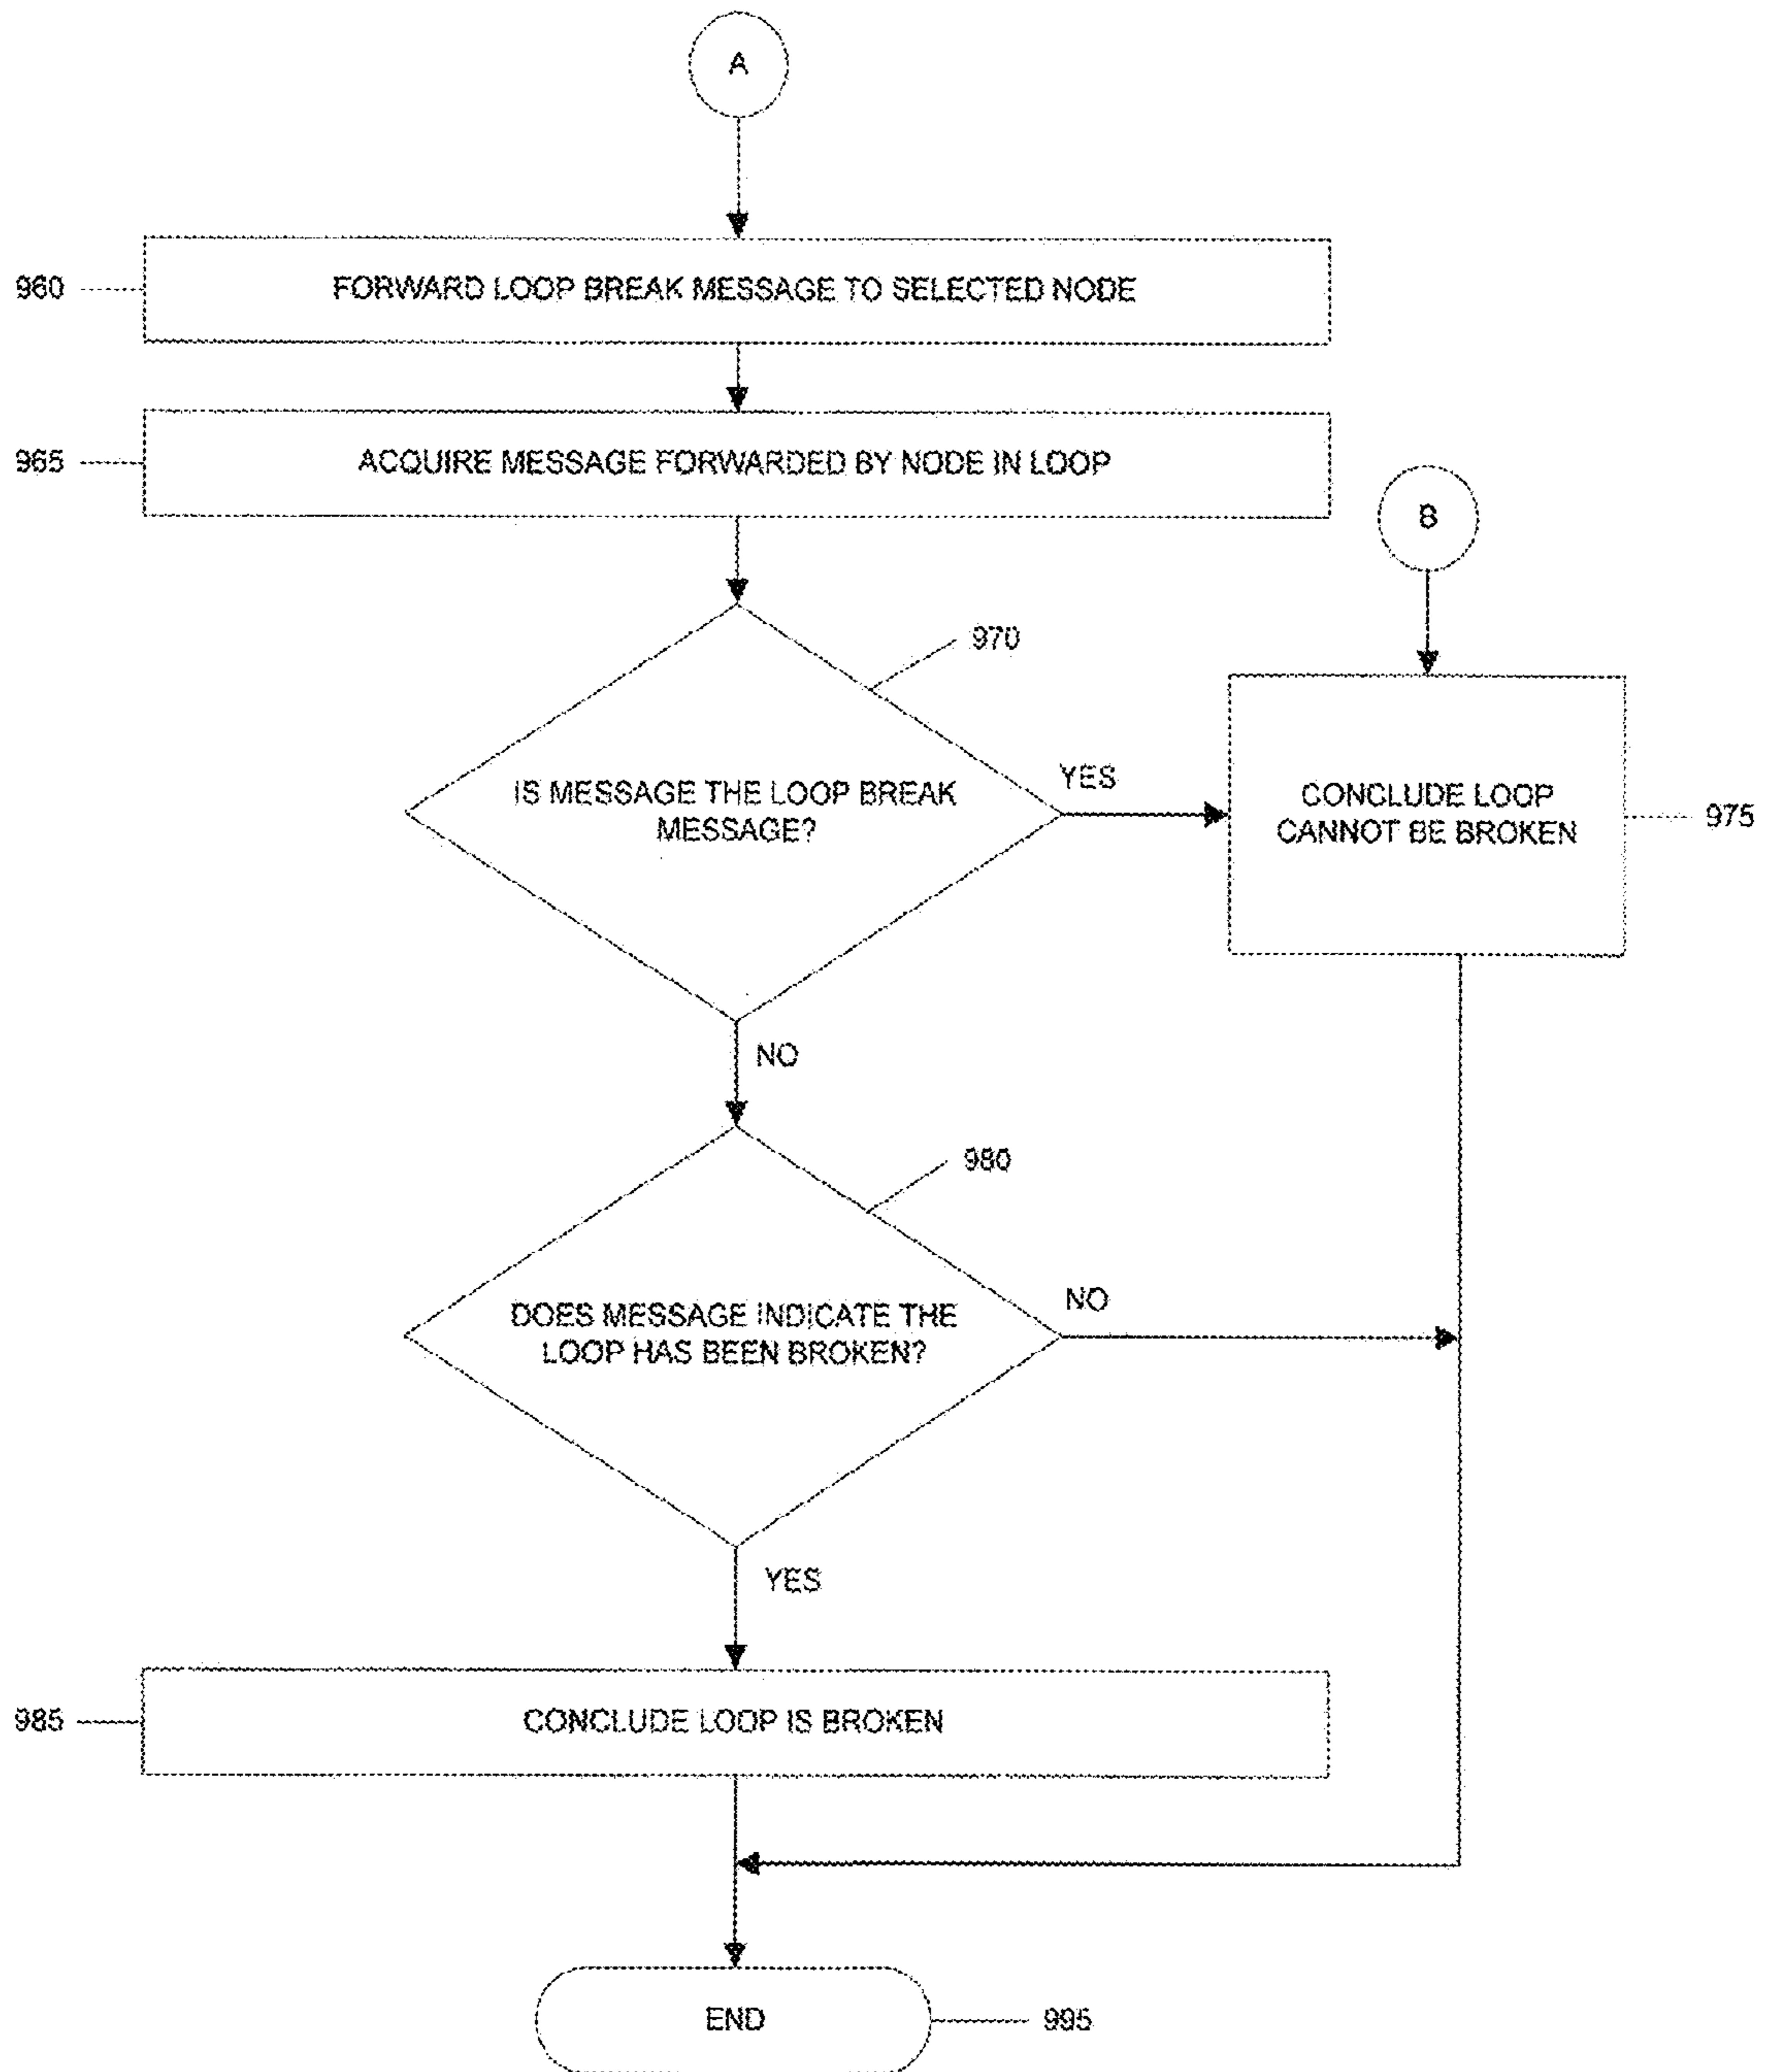 A
960
FORWARD LOOP BREAK MESSAGE TO SELECTED NODE
965
ACQUIRE MESSAGE FORWARDED BY NODE IN LOOP
B
970
IS MESSAGE THE LOOP BREAK
MESSAGE?
YES
CONCLUDE LOOP
CANNOT BE BROKEN
975
NO
980
DOES MESSAGE INDICATE THE
LOOP HAS BEEN BROKEN?
NO
YES
985
CONCLUDE LOOP IS BROKEN
END
995